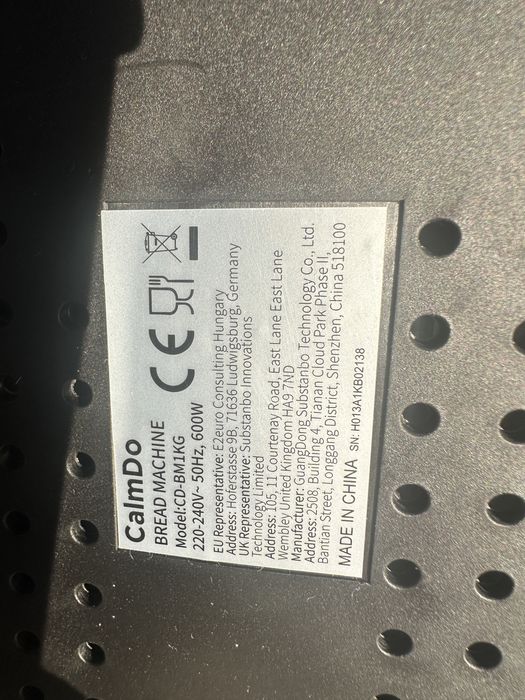 CalmDo
BREAD MACHINE
Model:CD-BM1KG
220-240V~ 50Hz, 600W
CE
EU Representative: E2euro Consulting Hungary
Address: Hoferstasse 9B, 71636 Ludwigsburg, Germany
UK Representative: Substanbo Innovations
Technology Limited
Address: 105, 11 Courtenay Road, East Lane East Lane
Wembley United Kingdom HA9 7ND
Manufacturer: GuangDong Substanbo Technology Co., Ltd.
Address: 2508, Building 4, Tianan Cloud Park Phase II,
Bantian Street, Longgang District, Shenzhen, China 518100
MADE IN CHINA SN: H013A1KB02138